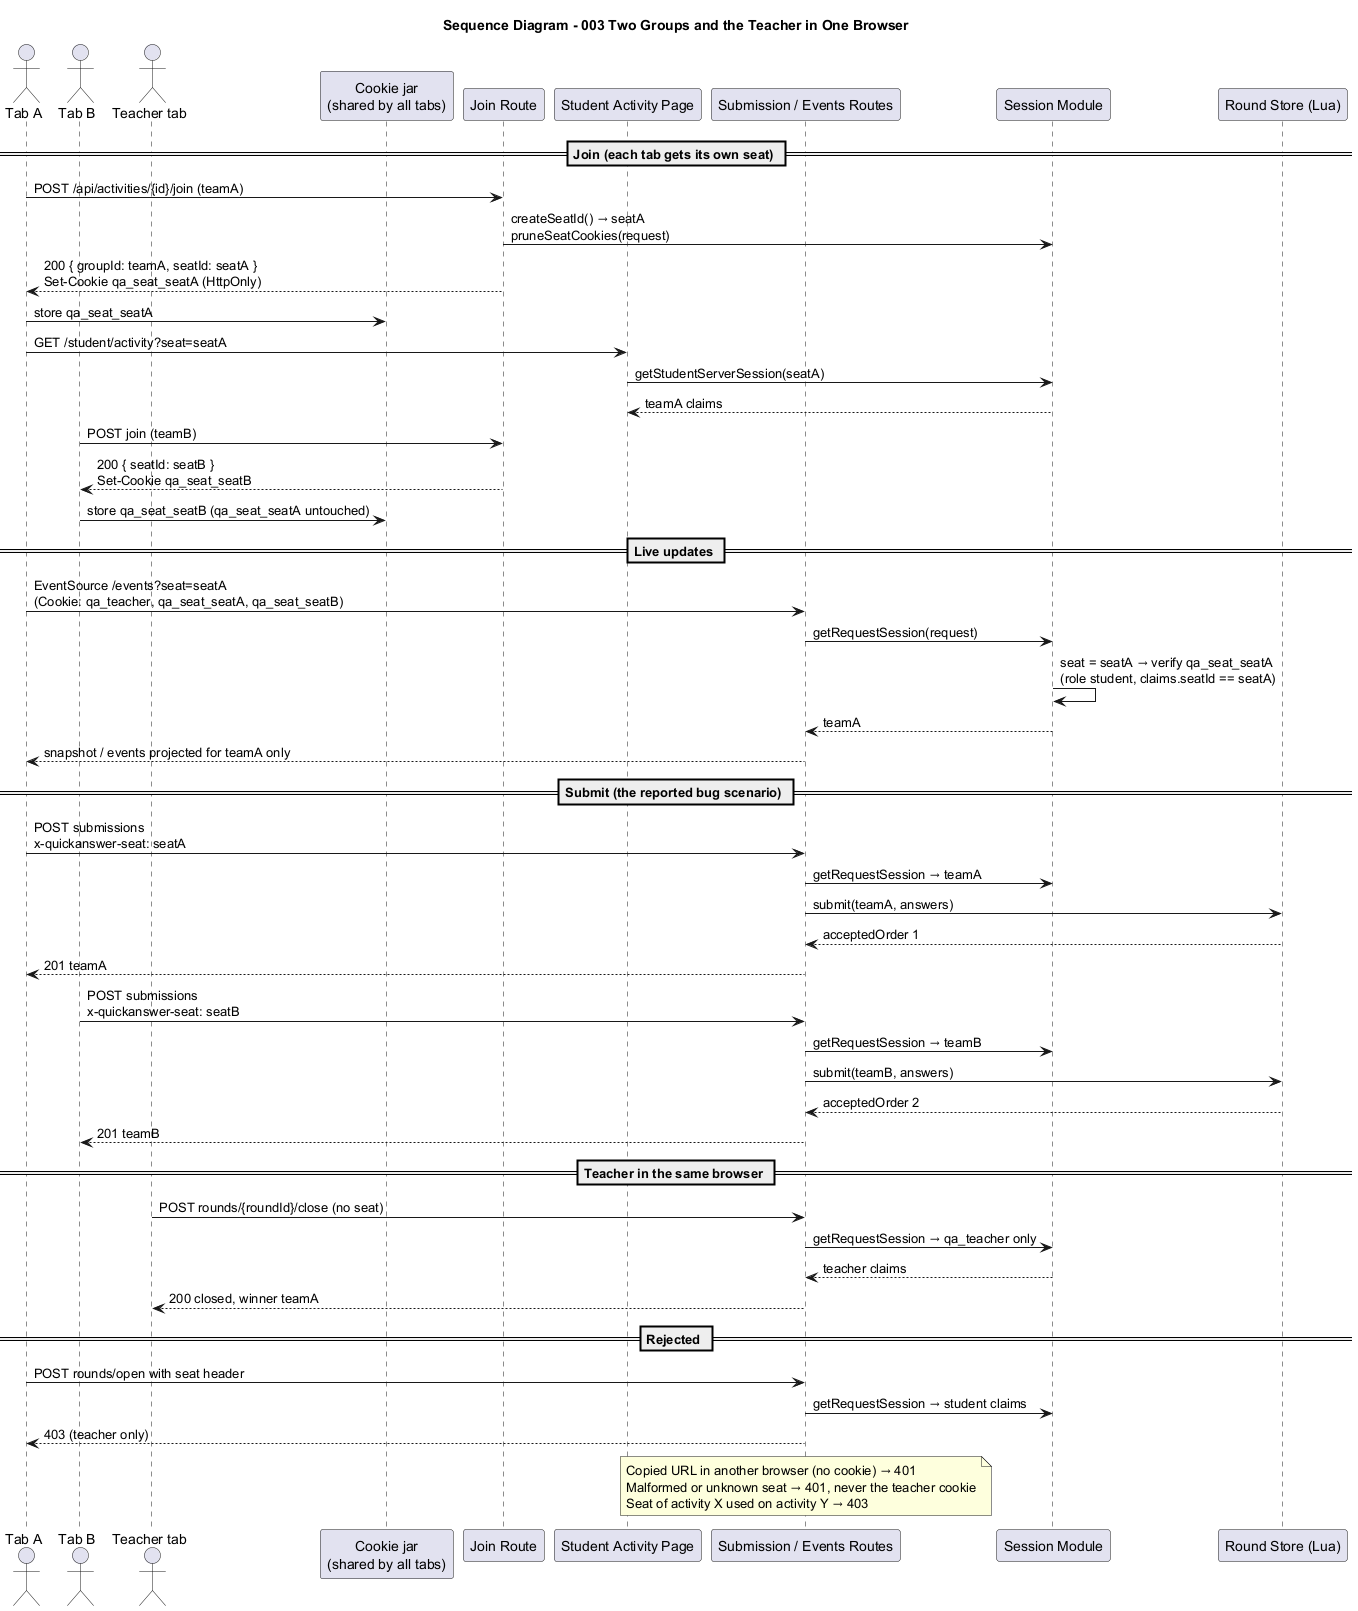 Sequence Diagram - 003 Two Groups and the Teacher in One Browser
Tab A
Tab B
Teacher tab
Cookie jar
(shared by all tabs)
Join Route
Student Activity Page
Submission / Events Routes
Session Module
Round Store (Lua)
Join (each tab gets its own seat)
POST /api/activities/{id}/join (teamA)
createSeatId() → seatA
pruneSeatCookies(request)
200 { groupId: teamA, seatId: seatA }
Set-Cookie qa_seat_seatA (HttpOnly)
store qa_seat_seatA
GET /student/activity?seat=seatA
getStudentServerSession(seatA)
teamA claims
POST join (teamB)
200 { seatId: seatB }
Set-Cookie qa_seat_seatB
store qa_seat_seatB (qa_seat_seatA untouched)
Live updates
EventSource /events?seat=seatA
(Cookie: qa_teacher, qa_seat_seatA, qa_seat_seatB)
getRequestSession(request)
seat = seatA → verify qa_seat_seatA
(role student, claims.seatId == seatA)
teamA
snapshot / events projected for teamA only
Submit (the reported bug scenario)
POST submissions
x-quickanswer-seat: seatA
getRequestSession → teamA
submit(teamA, answers)
acceptedOrder 1
201 teamA
POST submissions
x-quickanswer-seat: seatB
getRequestSession → teamB
submit(teamB, answers)
acceptedOrder 2
201 teamB
Teacher in the same browser
POST rounds/{roundId}/close (no seat)
getRequestSession → qa_teacher only
teacher claims
200 closed, winner teamA
Rejected
POST rounds/open with seat header
getRequestSession → student claims
403 (teacher only)
Copied URL in another browser (no cookie) → 401
Malformed or unknown seat → 401, never the teacher cookie
Seat of activity X used on activity Y → 403
Tab A
Tab B
Teacher tab
Cookie jar
(shared by all tabs)
Join Route
Student Activity Page
Submission / Events Routes
Session Module
Round Store (Lua)